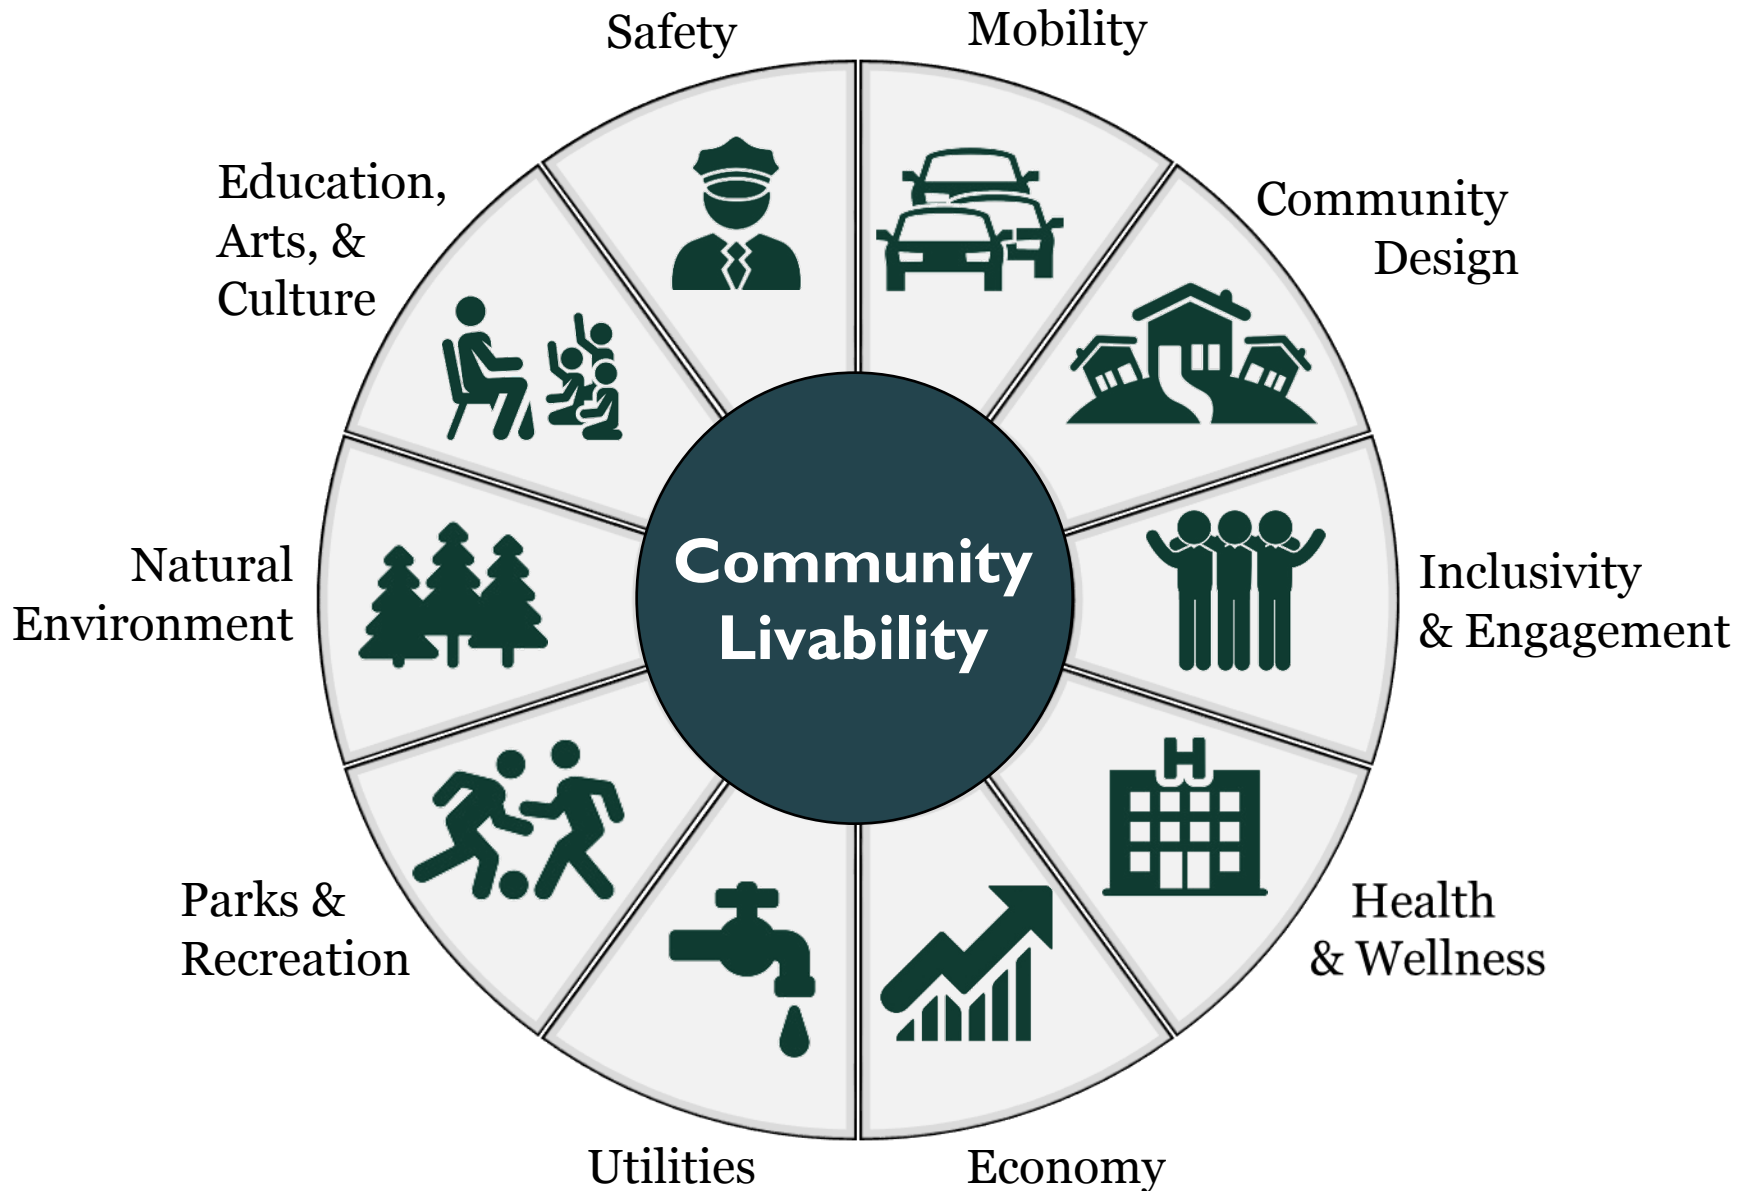 Safety
Mobility
Education,
Arts, &
Culture
Community
Design
Natural
Environment
Community
Livability
Inclusivity
& Engagement
H
Parks &
Recreation
Health
& Wellness
Utilities
Economy